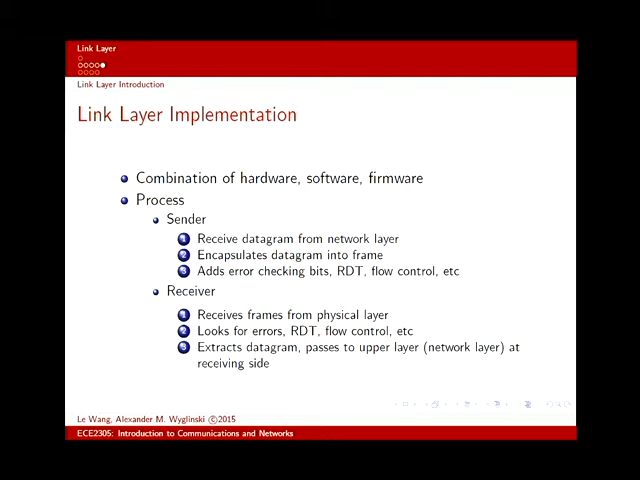 Link Layer
Link Layer Introduction
Link Layer Implementation
Combination of hardware, software, firmware
Process
Sender
1 Receive datagram from network layer
2 Encapsulates datagram into frame
3 Adds error checking bits, RDT, flow control, etc
Receiver
1 Receives frames from physical layer
2 Looks for errors, RDT, flow control, etc
3 Extracts datagram, passes to upper layer (network layer) at
receiving side
Le Wang, Alexander M. Wyglinski ©2015
ECE2305: Introduction to Communications and Networks